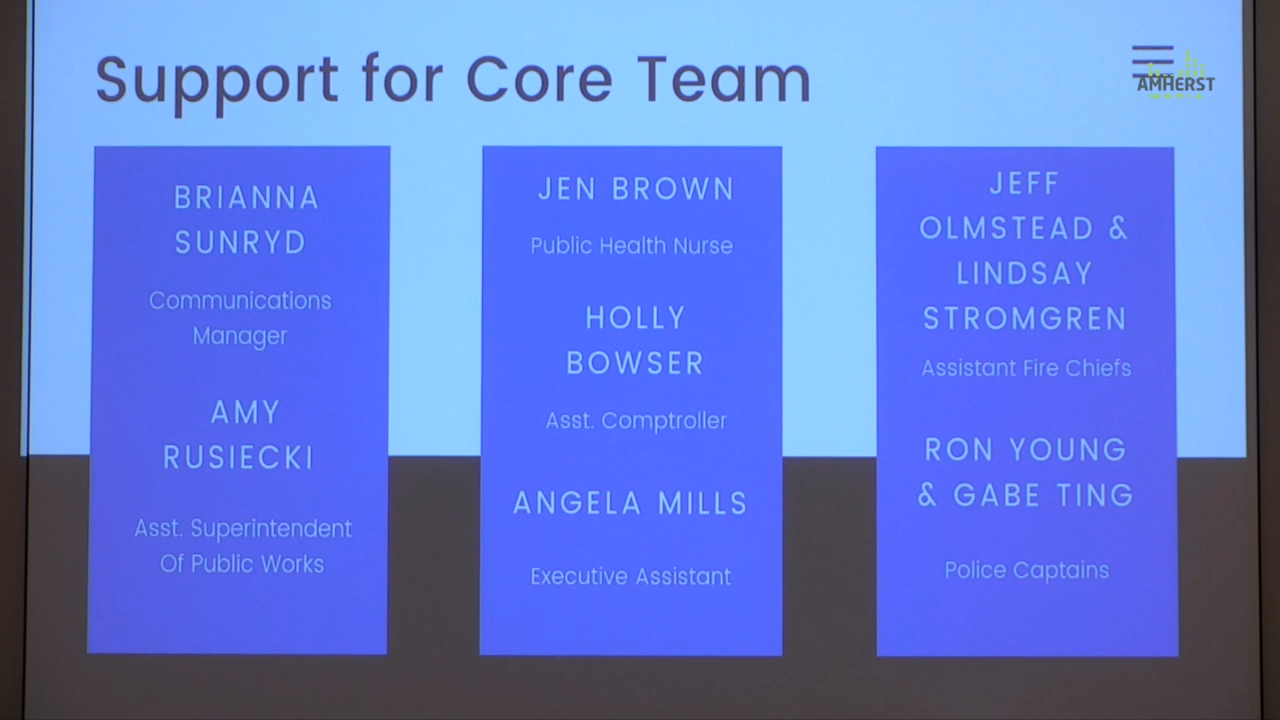 Support for Core Team
AMHERST
BRIANNA
SUNRYD
Communications
Manager
AMY
RUSIECKI
Asst. Superintendent
Of Public Works
JEN BROWN
Public Health Nurse
HOLLY
BOWSER
Asst. Comptroller
ANGELA MILLS
Executive Assistant
JEFF
OLMSTEAD &
LINDSAY
STROMGREN
Assistant Fire Chiefs
RON YOUNG
& GABE TING
Police Captains